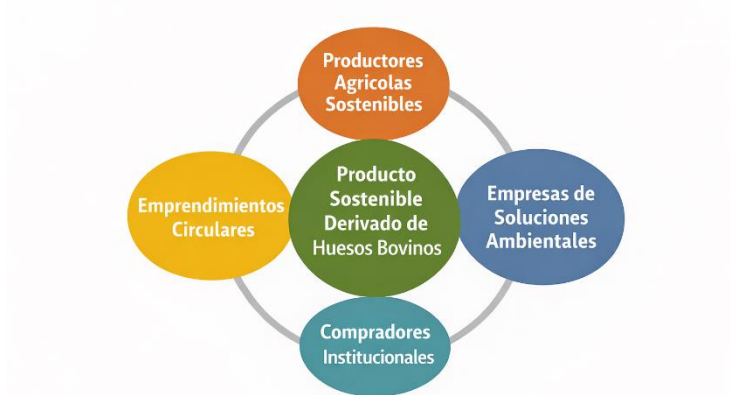 Productores
Agricolas
Sostenibles
Emprendimientos
Circulares
Producto
Sostenible
Derivado de
Huesos Bovinos
Empresas de
Soluciones
Ambientales
Compradores
Institucionales